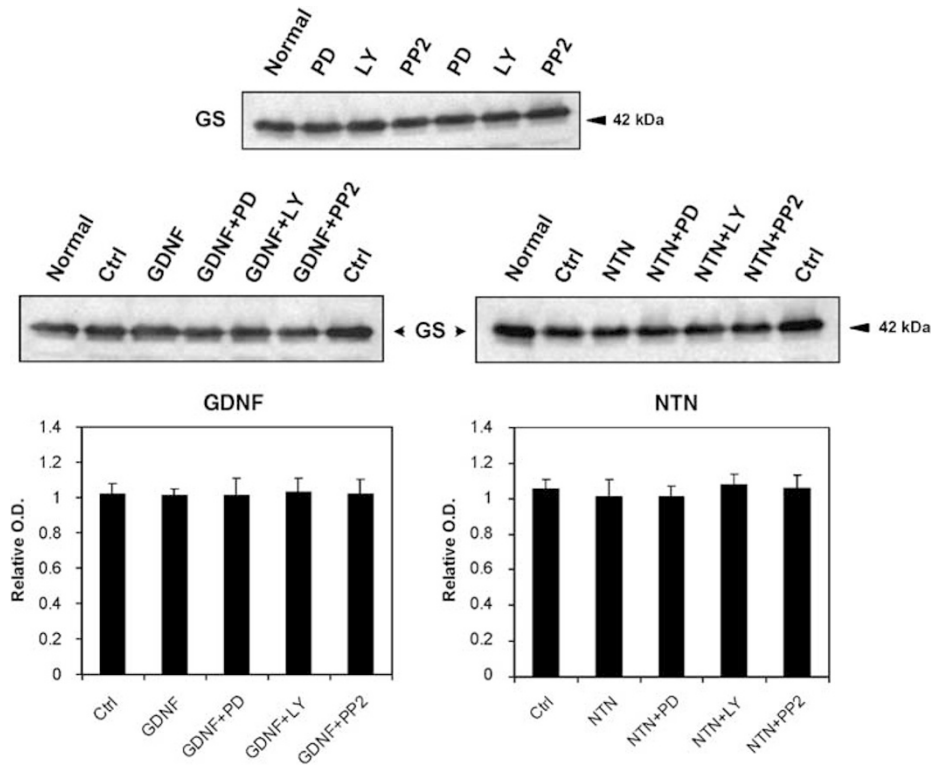 Normal PD LY PP2 PD LY PP2
GS 42 kDa
Normal Ctrl GDNF GDNF+PD GDNF+LY GDNF+PP2 Ctrl
Normal Ctrl NTN NTN+PD NTN+LY NTN+PP2 Ctrl
GS 42 kDa
GDNF
Relative O.D.
1.4
1.2
1
0.8
0.6
0.4
0.2
0
Ctrl GDNF GDNF+PD GDNF+LY GDNF+PP2
NTN
Relative O.D.
1.4
1.2
1
0.8
0.6
0.4
0.2
0
Ctrl NTN NTN+PD NTN+LY NTN+PP2